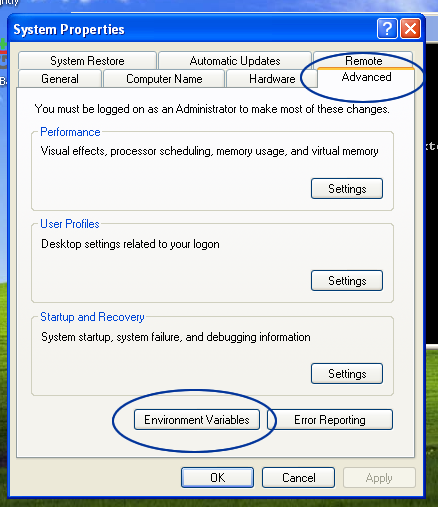 System Properties
System Restore
Automatic Updates
Remote
General
Computer Name
Hardware
Advanced
You must be logged on as an Administrator to make most of these changes.
Performance
Visual effects, processor scheduling, memory usage, and virtual memory
Settings
User Profiles
Desktop settings related to your logon
Settings
Startup and Recovery
System startup, system failure, and debugging information
Settings
Environment Variables
Error Reporting
OK
Cancel
Apply